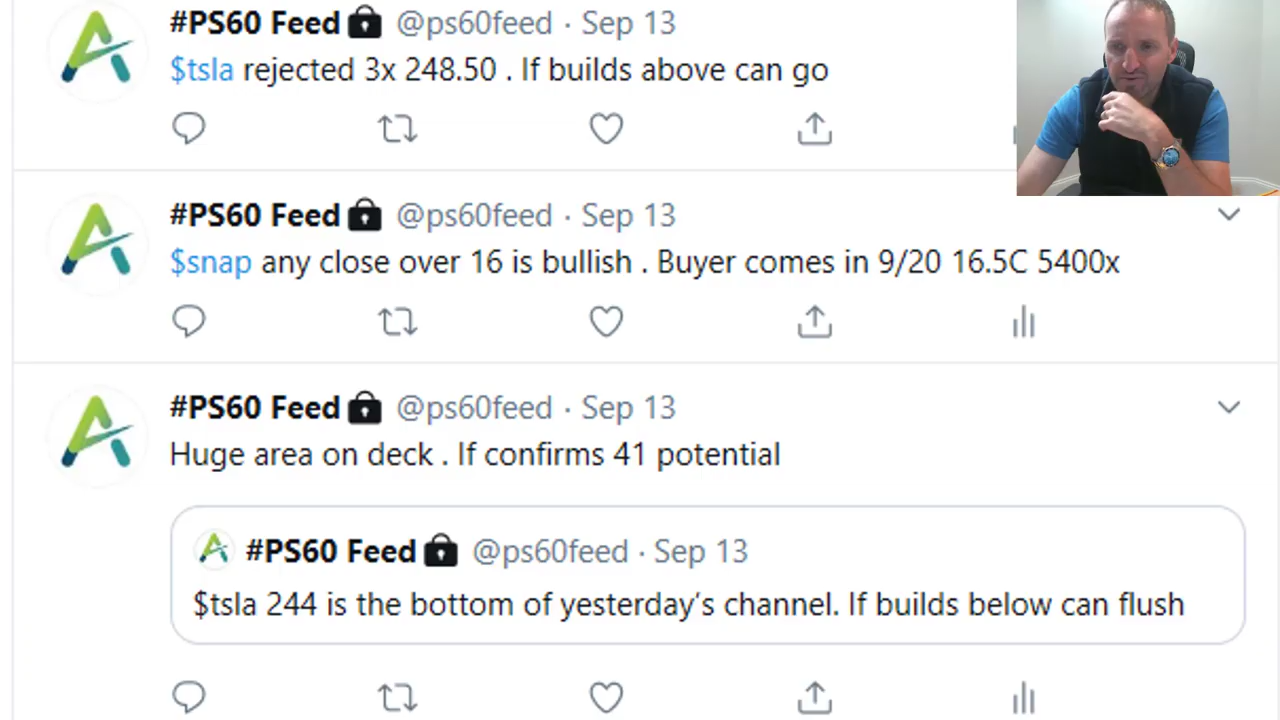 #PS60 Feed @ps60feed · Sep 13
$tsla rejected 3x 248.50 . If builds above can go
#PS60 Feed @ps60feed · Sep 13
$snap any close over 16 is bullish . Buyer comes in 9/20 16.5C 5400x
#PS60 Feed @ps60feed · Sep 13
Huge area on deck . If confirms 41 potential
#PS60 Feed @ps60feed · Sep 13
$tsla 244 is the bottom of yesterday's channel. If builds below can flush